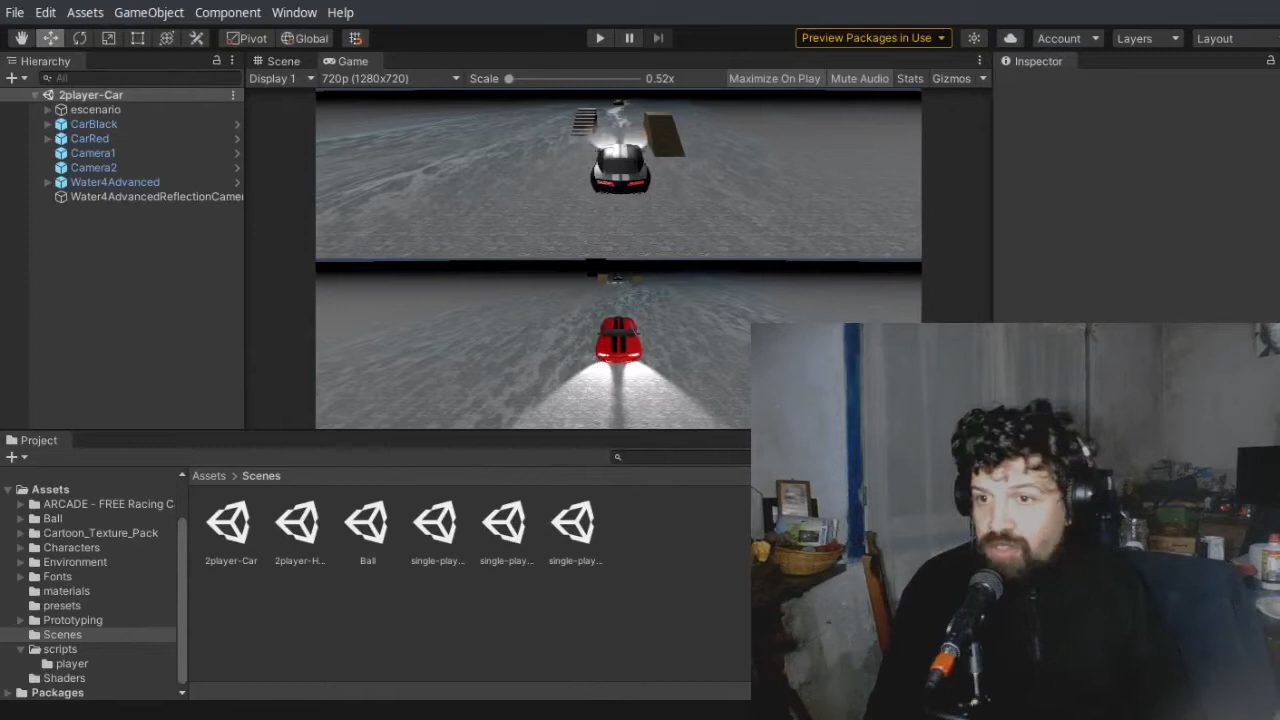 File Edit Assets GameObject Component Window Help
Pivot Global Preview Packages in Use Account Layers Layout
Hierarchy Scene Game Inspector
All Display 1 720p (1280x720) Scale 0.52x Maximize On Play Mute Audio Stats Gizmos
2player-Car
escenario
CarBlack
CarRed
Camera1
Camera2
Water4Advanced
Water4AdvancedReflectionCamer
Project
Assets > Scenes
Assets
ARCADE - FREE Racing C
Ball
Cartoon_Texture_Pack
Characters
Environment
Fonts
materials
presets
Prototyping
Scenes
scripts
player
Shaders
Packages
2player-Car 2player-H... Ball single-play... single-play... single-play...